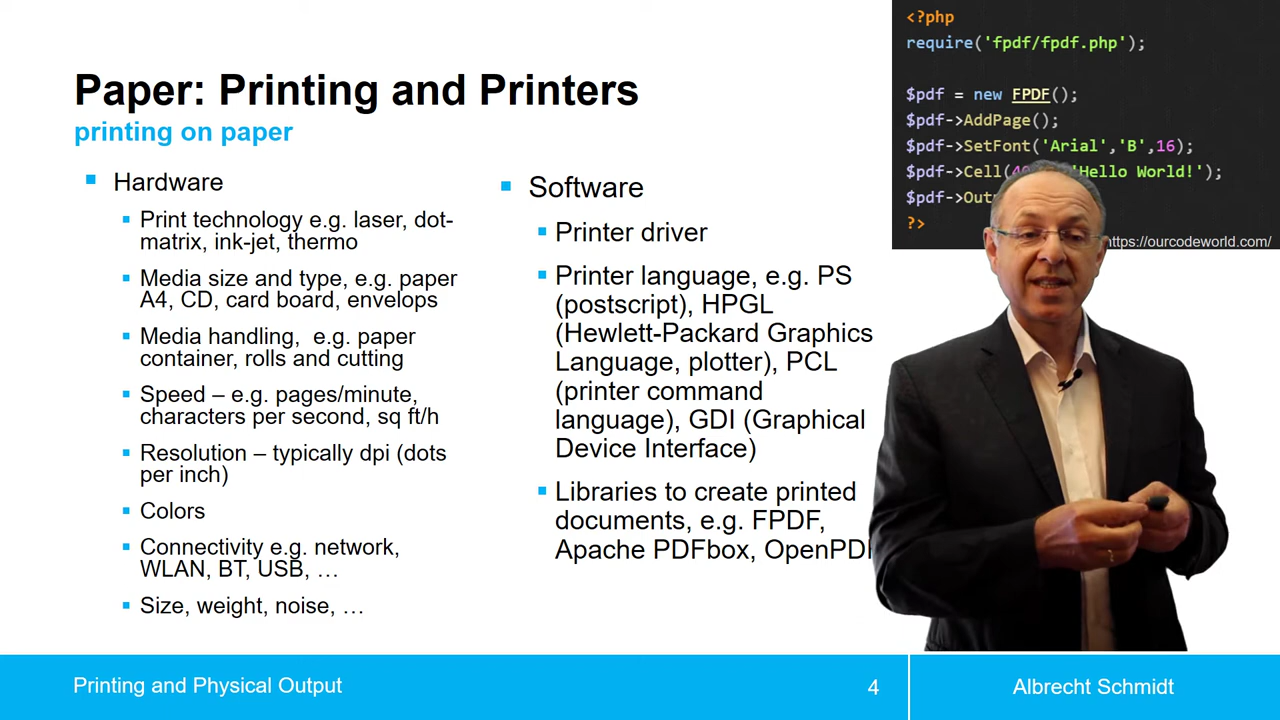 Paper: Printing and Printers
printing on paper
Hardware
Print technology e.g. laser, dot-
matrix, ink-jet, thermo
Media size and type, e.g. paper
A4, CD, card board, envelops
Media handling,  e.g. paper
container, rolls and cutting
Speed – e.g. pages/minute,
characters per second, sq ft/h
Resolution – typically dpi (dots
per inch)
Colors
Connectivity e.g. network,
WLAN, BT, USB, …
Size, weight, noise, …
Software
Printer driver
Printer language, e.g. PS
(postscript), HPGL
(Hewlett-Packard Graphics
Language, plotter), PCL
(printer command
language), GDI (Graphical
Device Interface)
Libraries to create printed
documents, e.g. FPDF,
Apache PDFbox,
<?php
require('fpdf/fpdf.php');
$pdf = new FPDF();
$pdf->AddPage();
$pdf->SetFont('Arial','B',16);
$pdf->Cell( 'Hello World!');
$pdf->
?>
https://ourcodeworld.com/
Printing and Physical Output
4
Albrecht Schmidt